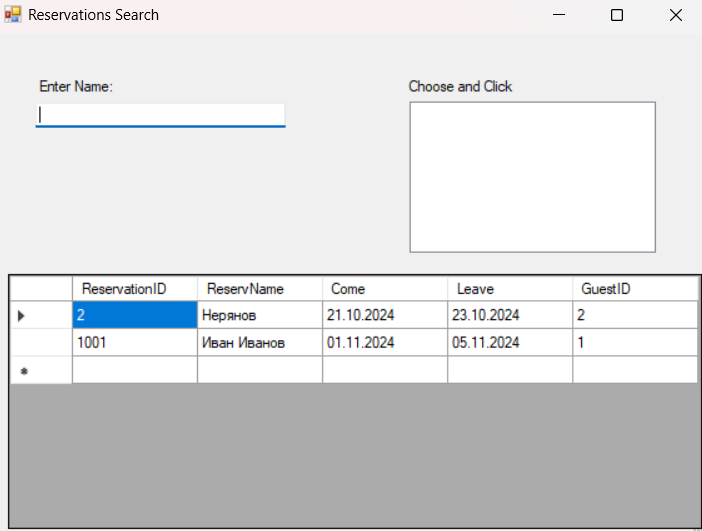 Reservations Search
Enter Name:
Choose and Click
ReservationID ReservName Come Leave GuestID
2 Нерянов 21.10.2024 23.10.2024 2
1001 Иван Иванов 01.11.2024 05.11.2024 1